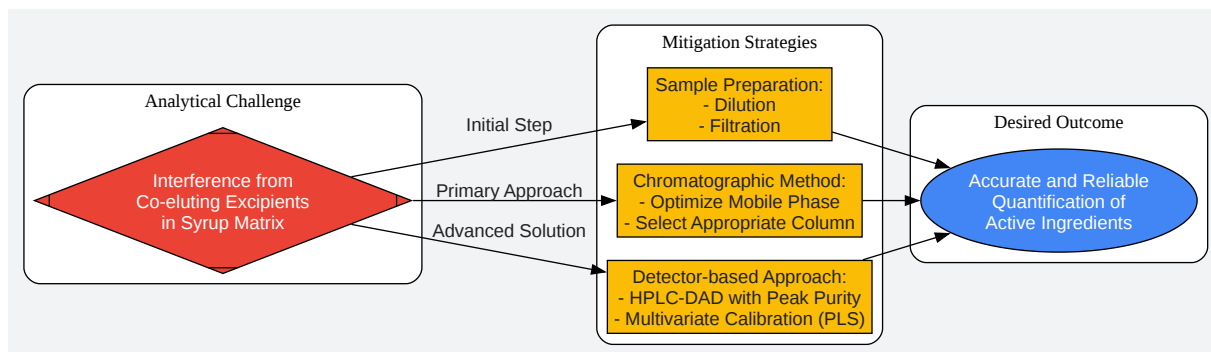 Analytical Challenge
Interference from
Co-eluting Excipients
in Syrup Matrix
Initial Step
Primary Approach
Advanced Solution
Mitigation Strategies
Sample Preparation:
- Dilution
- Filtration
Chromatographic Method:
- Optimize Mobile Phase
- Select Appropriate Column
Detector-based Approach:
- HPLC-DAD with Peak Purity
- Multivariate Calibration (PLS)
Desired Outcome
Accurate and Reliable
Quantification of
Active Ingredients